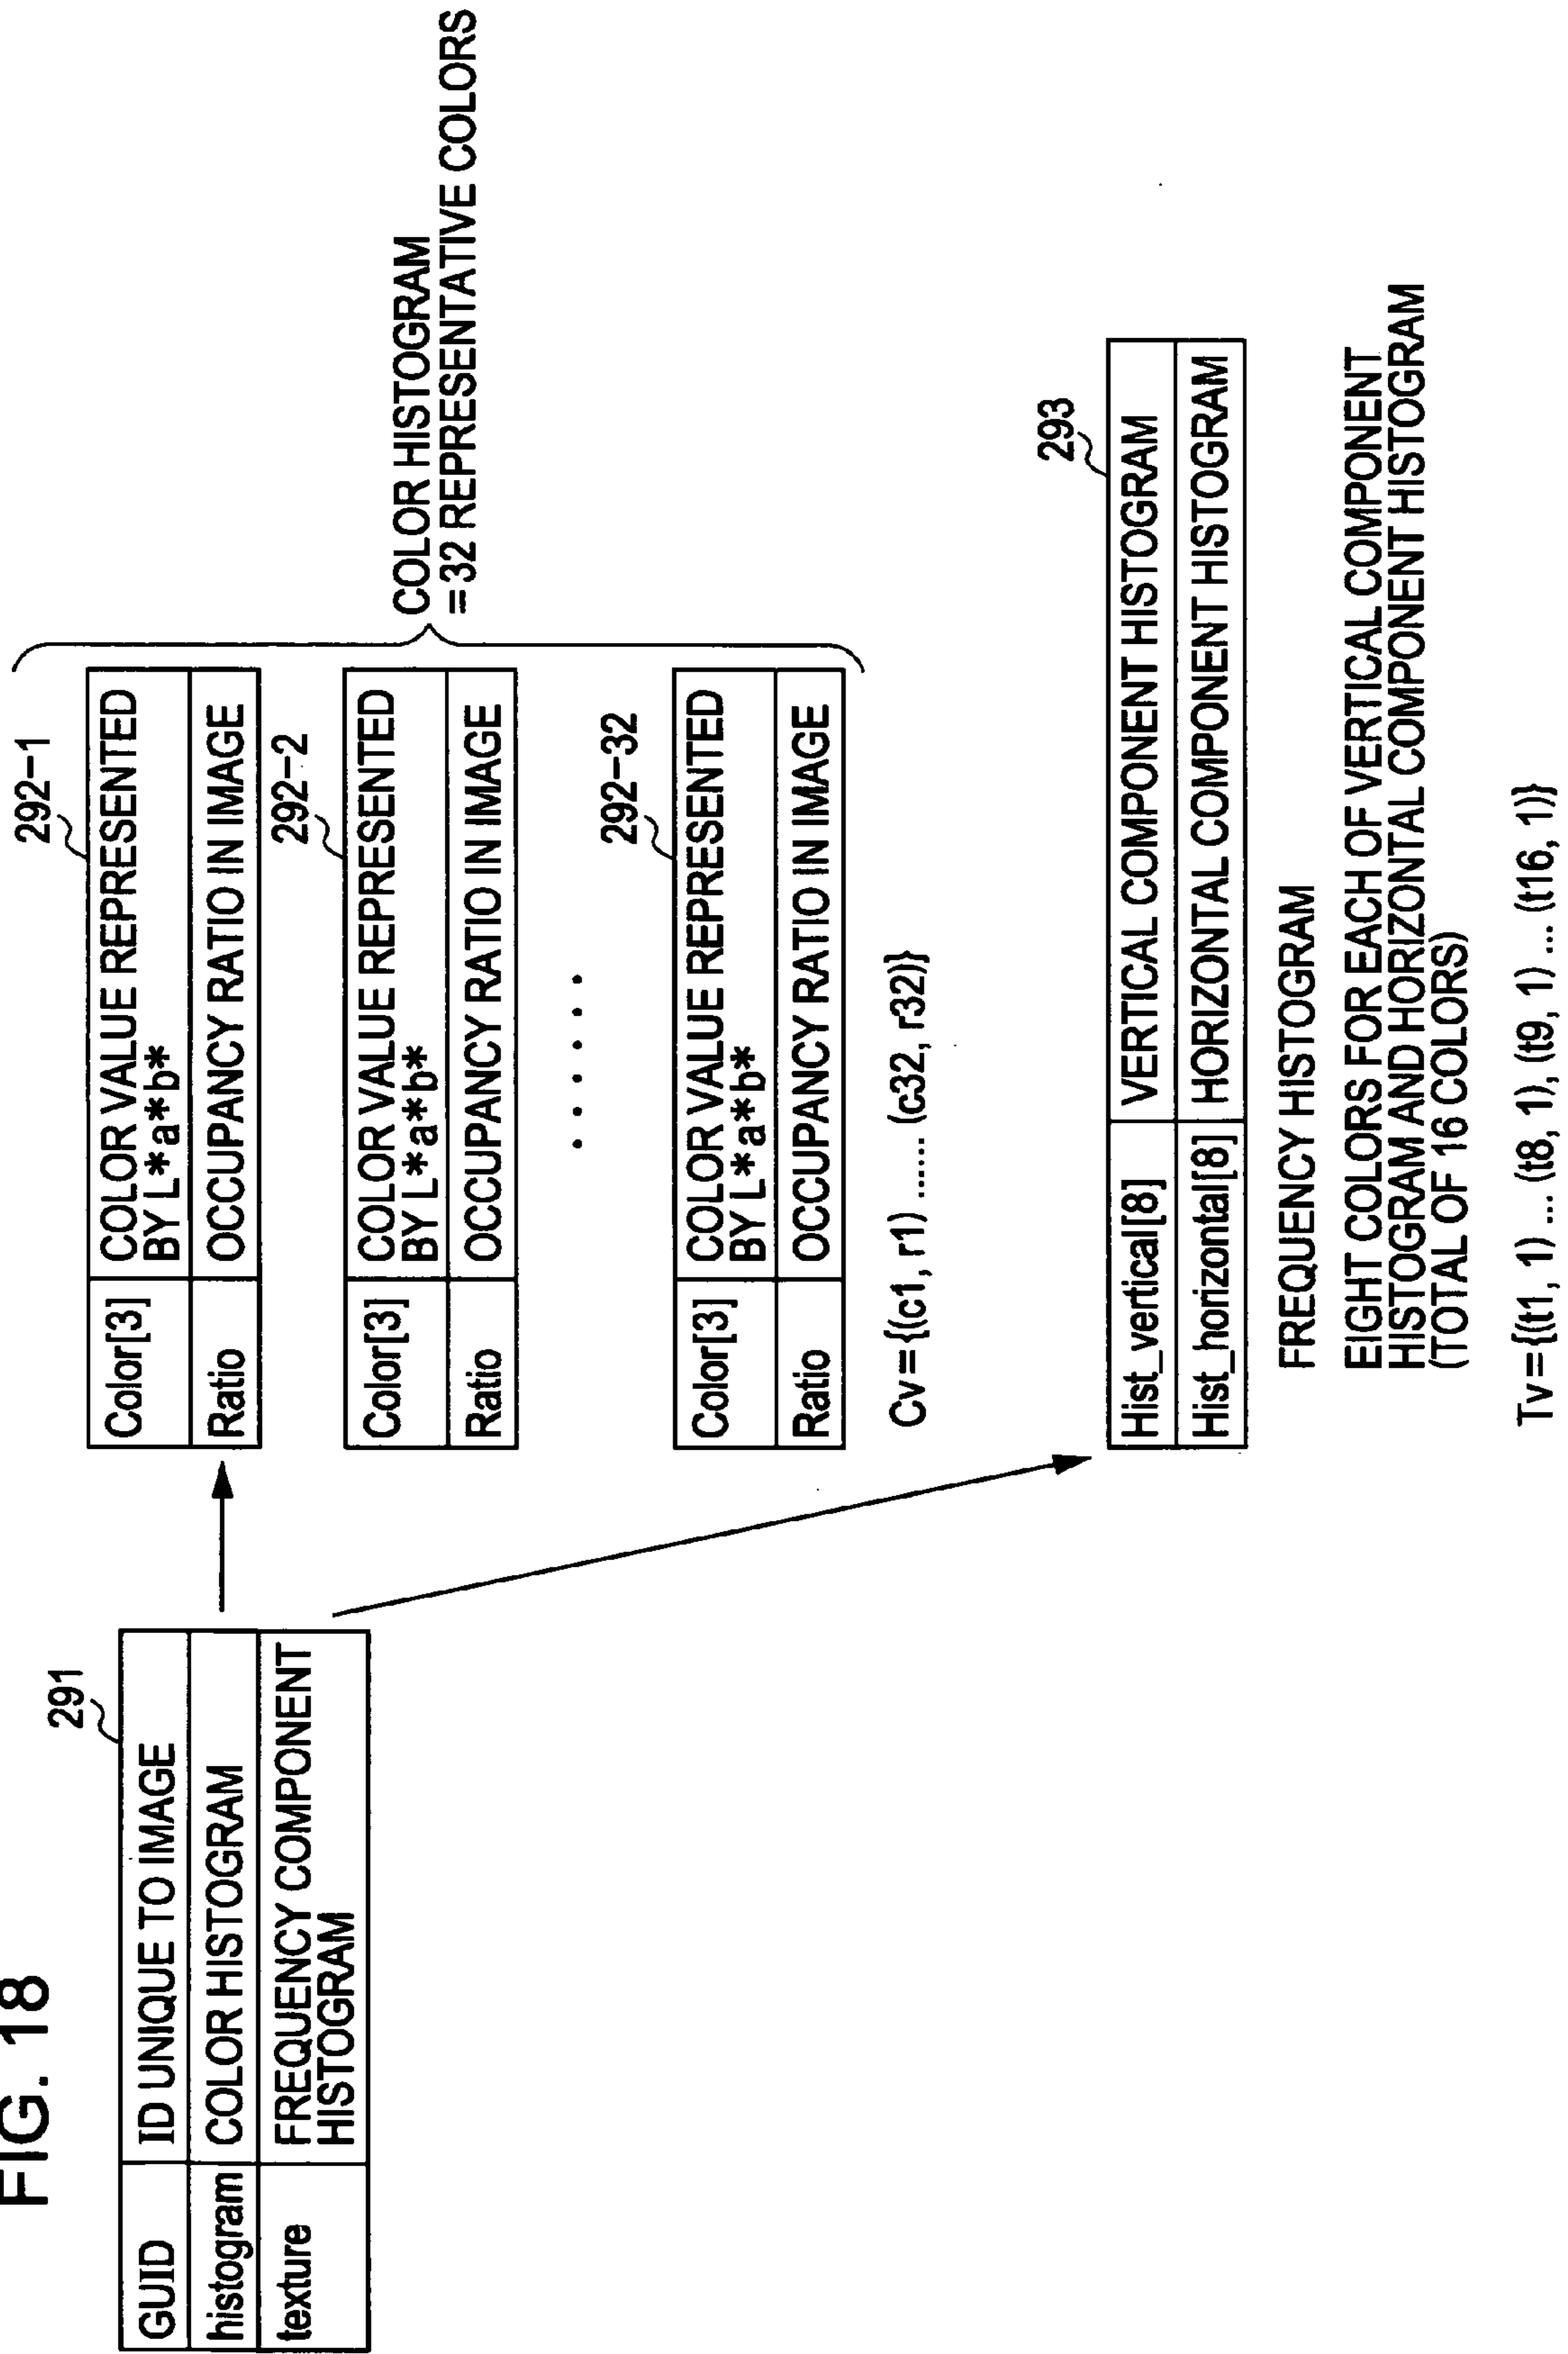 FIG. 18
291
GUID ID UNIQUE TO IMAGE
histogram COLOR HISTOGRAM
texture FREQUENCY COMPONENT
HISTOGRAM
292-1
Color[3] COLOR VALUE REPRESENTED
BY L*a*b*
Ratio OCCUPANCY RATIO IN IMAGE
292-2
Color[3] COLOR VALUE REPRESENTED
BY L*a*b*
Ratio OCCUPANCY RATIO IN IMAGE
......
292-32
Color[3] COLOR VALUE REPRESENTED
BY L*a*b*
Ratio OCCUPANCY RATIO IN IMAGE
COLOR HISTOGRAM
=32 REPRESENTATIVE COLORS
Cv={(c1, r1) ...... (c32, r32)}
293
Hist_vertical[8] VERTICAL COMPONENT HISTOGRAM
Hist_horizontal[8] HORIZONTAL COMPONENT HISTOGRAM
FREQUENCY HISTOGRAM
EIGHT COLORS FOR EACH OF VERTICAL COMPONENT
HISTOGRAM AND HORIZONTAL COMPONENT HISTOGRAM
(TOTAL OF 16 COLORS)
Tv={(t1, 1) ... (t8, 1), (t9, 1) ... (t16, 1)}